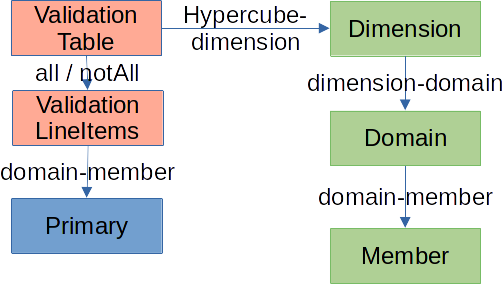 Validation
Table
Hypercube-
dimension
Dimension
all / notAll
dimension-domain
Validation
LineItems
Domain
domain-member
domain-member
Primary
Member